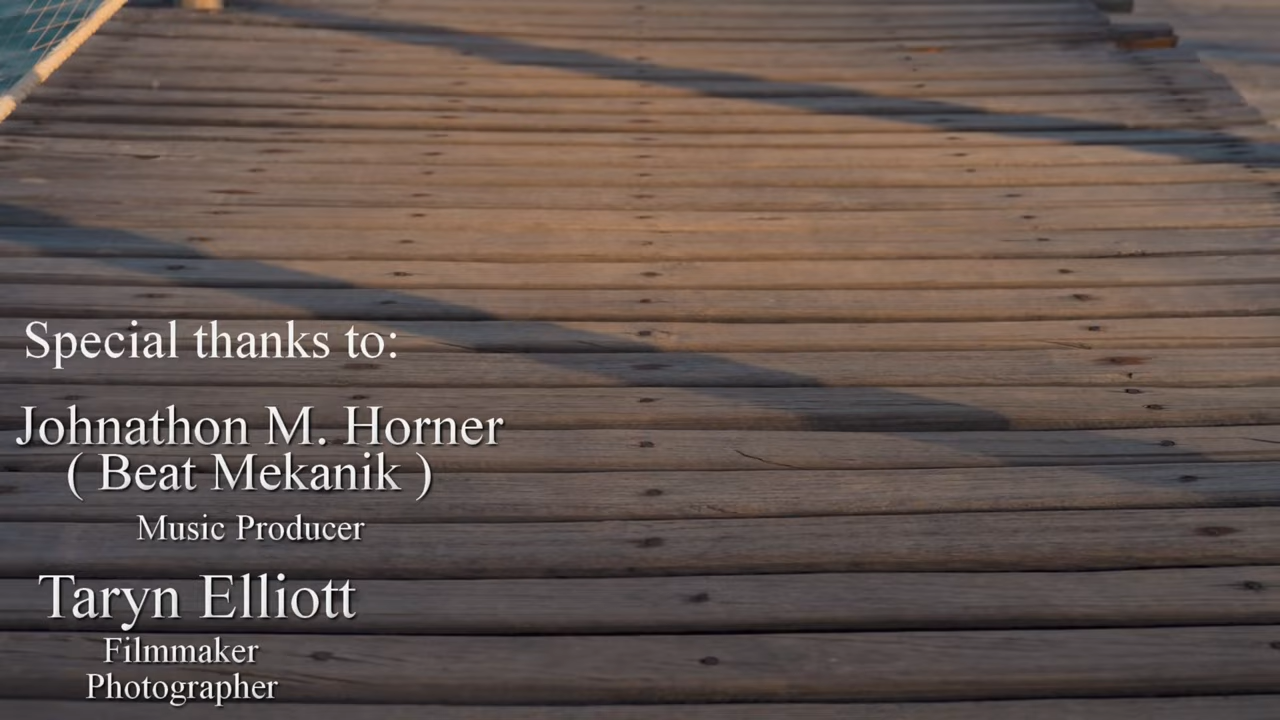 Special thanks to:
Johnathon M. Horner
( Beat Mekanik )
Music Producer
Taryn Elliott
Filmmaker
Photographer